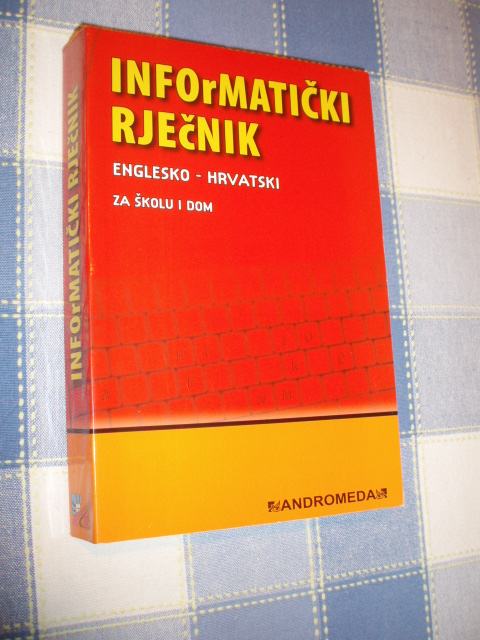 INFOrMATIČKI
RJEčNIK
ENGLESKO - HRVATSKI
ZA ŠKOLU I DOM
ANDROMEDA
INFOrMATIČKI RJEčNIK